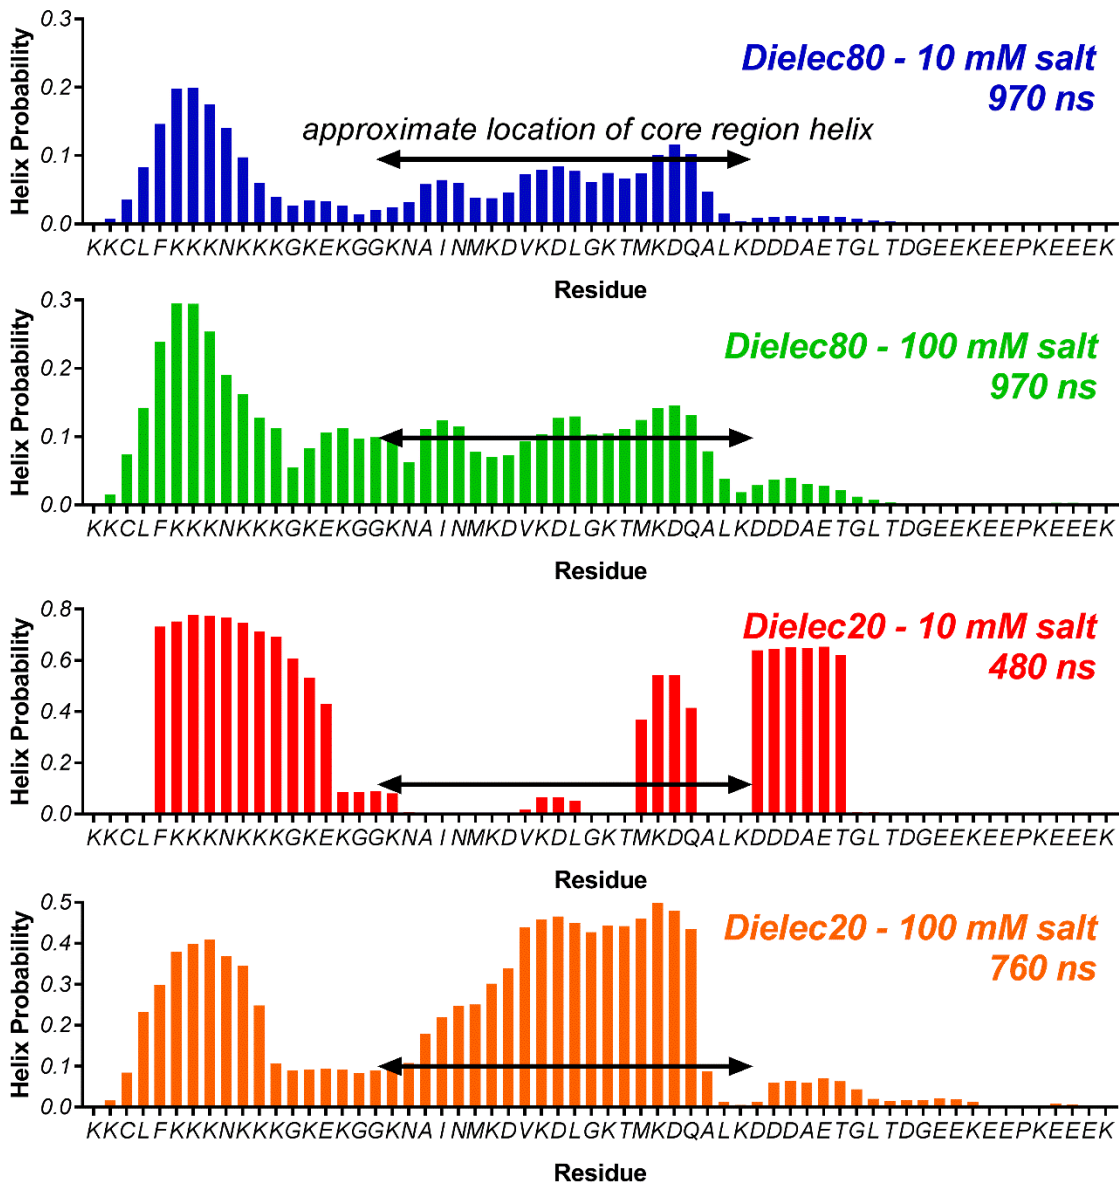 0.3
0.2
0.1
0.0
Helix Probability
Dielec80 - 10 mM salt
970 ns
approximate location of core region helix
KKCLFKKKNKKKGKEKGGKNAINMKDVKDLGKTMKDQALKDDDAETGLTDGEEKEEPKEEEK
Residue
0.3
0.2
0.1
0.0
Helix Probability
Dielec80 - 100 mM salt
970 ns
KKCLFKKKNKKKGKEKGGKNAINMKDVKDLGKTMKDQALKDDDAETGLTDGEEKEEPKEEEK
Residue
0.8
0.6
0.4
0.2
0.0
Helix Probability
Dielec20 - 10 mM salt
480 ns
KKCLFKKKNKKKGKEKGGKNAINMKDVKDLGKTMKDQALKDDDAETGLTDGEEKEEPKEEEK
Residue
0.5
0.4
0.3
0.2
0.1
0.0
Helix Probability
Dielec20 - 100 mM salt
760 ns
KKCLFKKKNKKKGKEKGGKNAINMKDVKDLGKTMKDQALKDDDAETGLTDGEEKEEPKEEEK
Residue